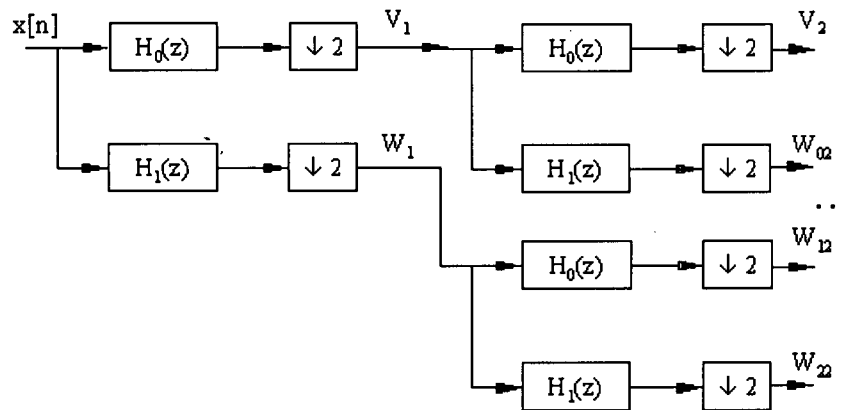 x[n] H₀(z) ↓ 2 V₁ H₀(z) ↓ 2 V₂
H₁(z) ↓ 2 W₁ H₁(z) ↓ 2 W₀₂
H₀(z) ↓ 2 W₁₂
H₁(z) ↓ 2 W₂₂